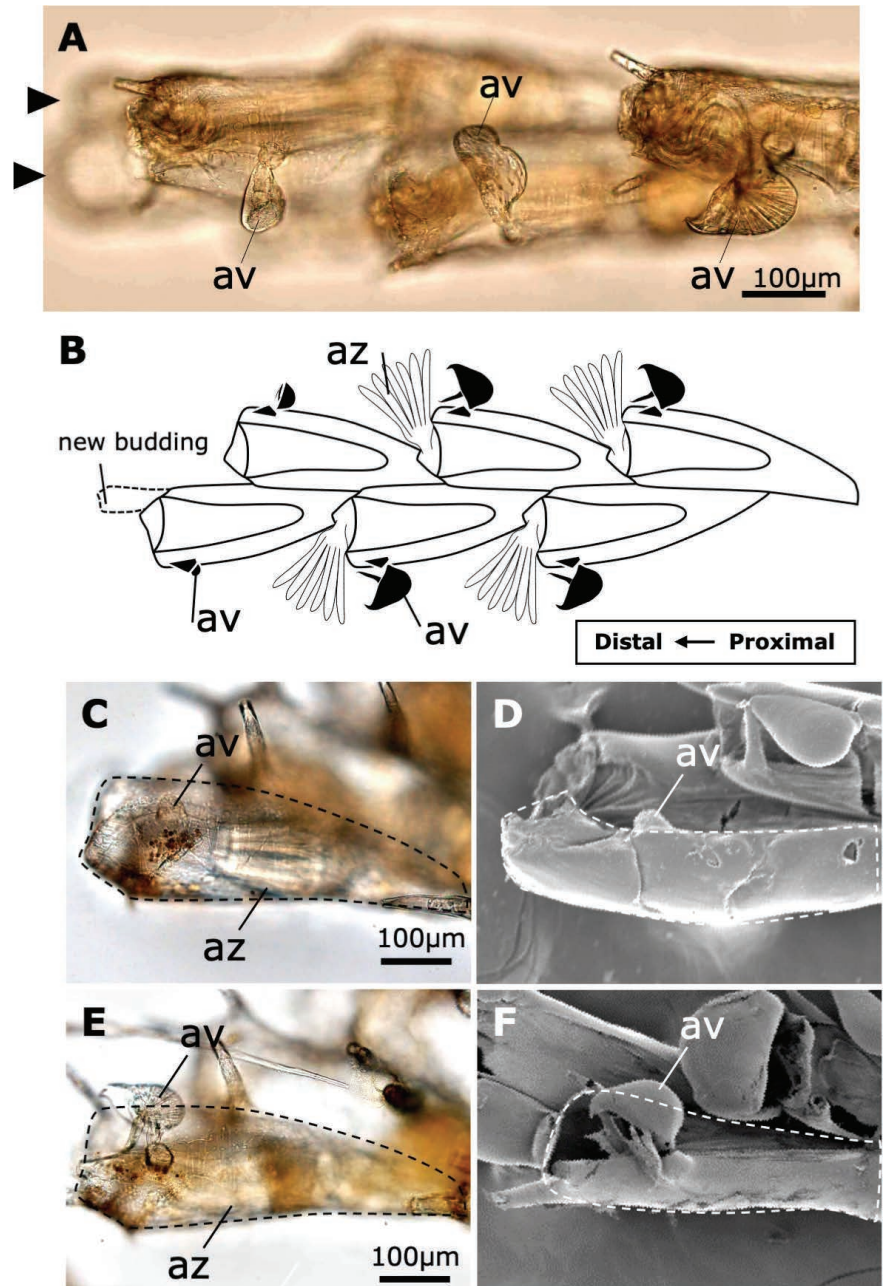 A
av
av
av
100μm
B
az
new budding
av
av
Distal ← Proximal
C
av
az
100μm
D
av
E
av
az
100μm
F
av